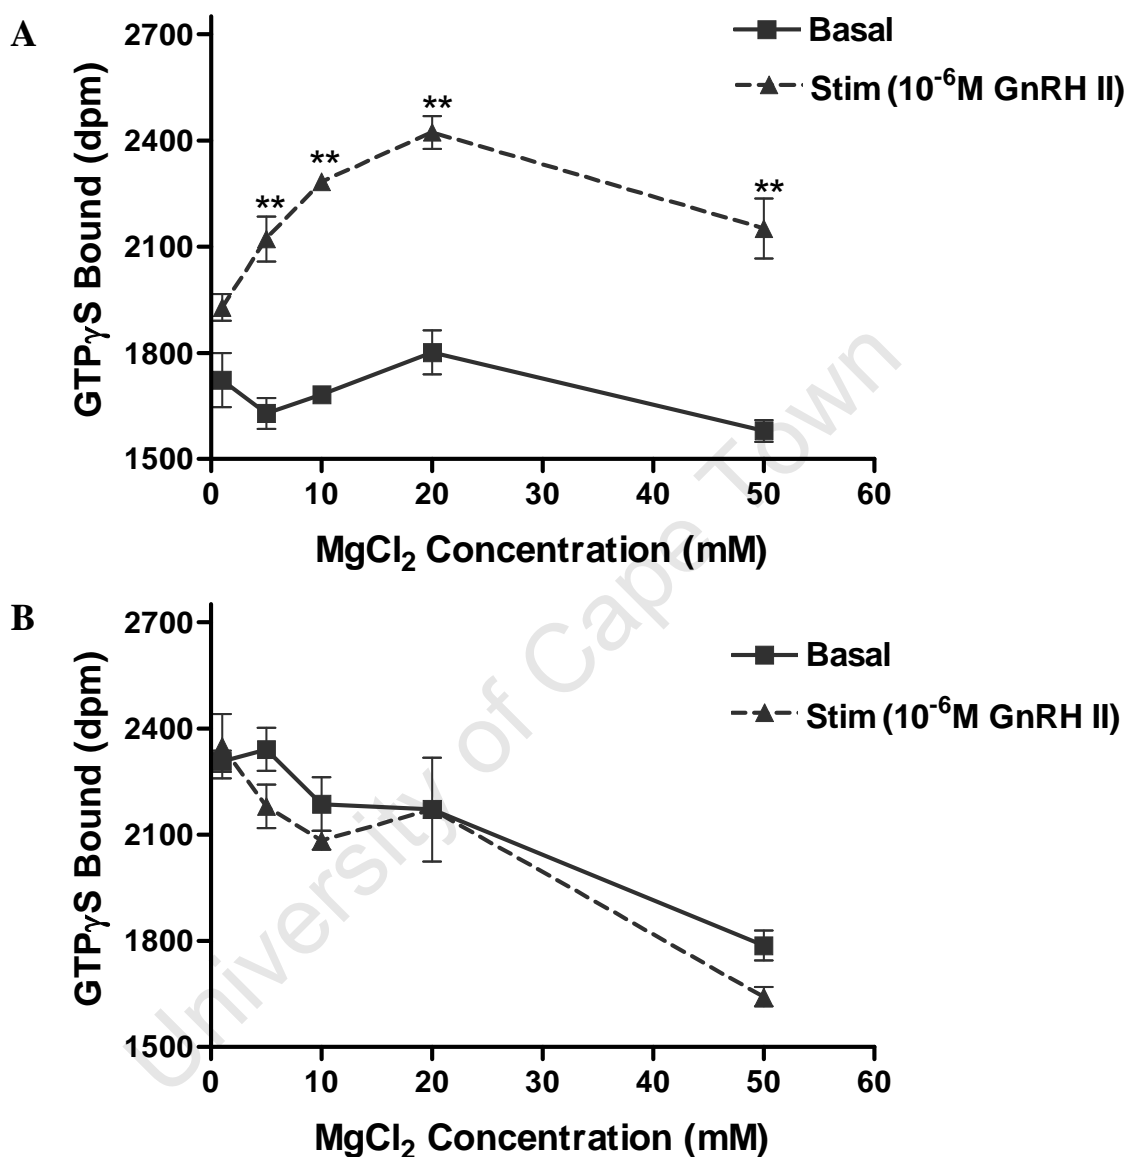 A
2700
2400
2100
1800
1500
GTPγS Bound (dpm)
Basal
Stim (10⁻⁶M GnRH II)
**
**
**
**
0 10 20 30 40 50 60
MgCl₂ Concentration (mM)
B
2700
2400
2100
1800
1500
GTPγS Bound (dpm)
Basal
Stim (10⁻⁶M GnRH II)
0 10 20 30 40 50 60
MgCl₂ Concentration (mM)
University of Cape Town